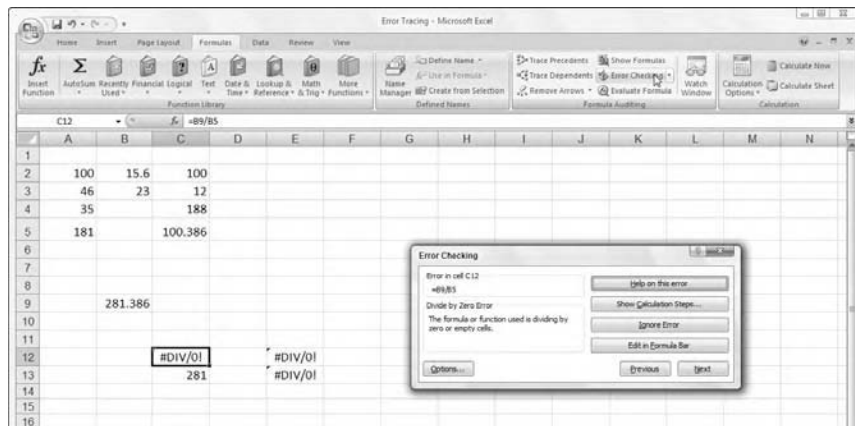 Error Tracing - Microsoft Excel
Home Insert Page Layout Formulas Data Review View
fx Insert Function
Σ AutoSum
Recently Used
Financial
Logical
Text
Date & Time
Lookup & Reference
Math & Trig
More Functions
Function Library
Name Manager
Define Name
Use in Formula
Create from Selection
Defined Names
Trace Precedents
Trace Dependents
Remove Arrows
Show Formulas
Error Checking
Evaluate Formula
Watch Window
Formula Auditing
Calculation Options
Calculate Now
Calculate Sheet
Calculation
C12 fx =B9/B5
A B C D E F G H I J K L M N
1
2 100 15.6 100
3 46 23 12
4 35 188
5 181 100.386
6
7
8
9 281.386
10
11
12 #DIV/0! #DIV/0!
13 281 #DIV/0!
14
15
16
Error Checking
Error in cell C12
=B9/B5
Divide by Zero Error
The formula or function used is dividing by
zero or empty cells.
Help on this error
Show Calculation Steps...
Ignore Error
Edit in Formula Bar
Options...
Previous Next